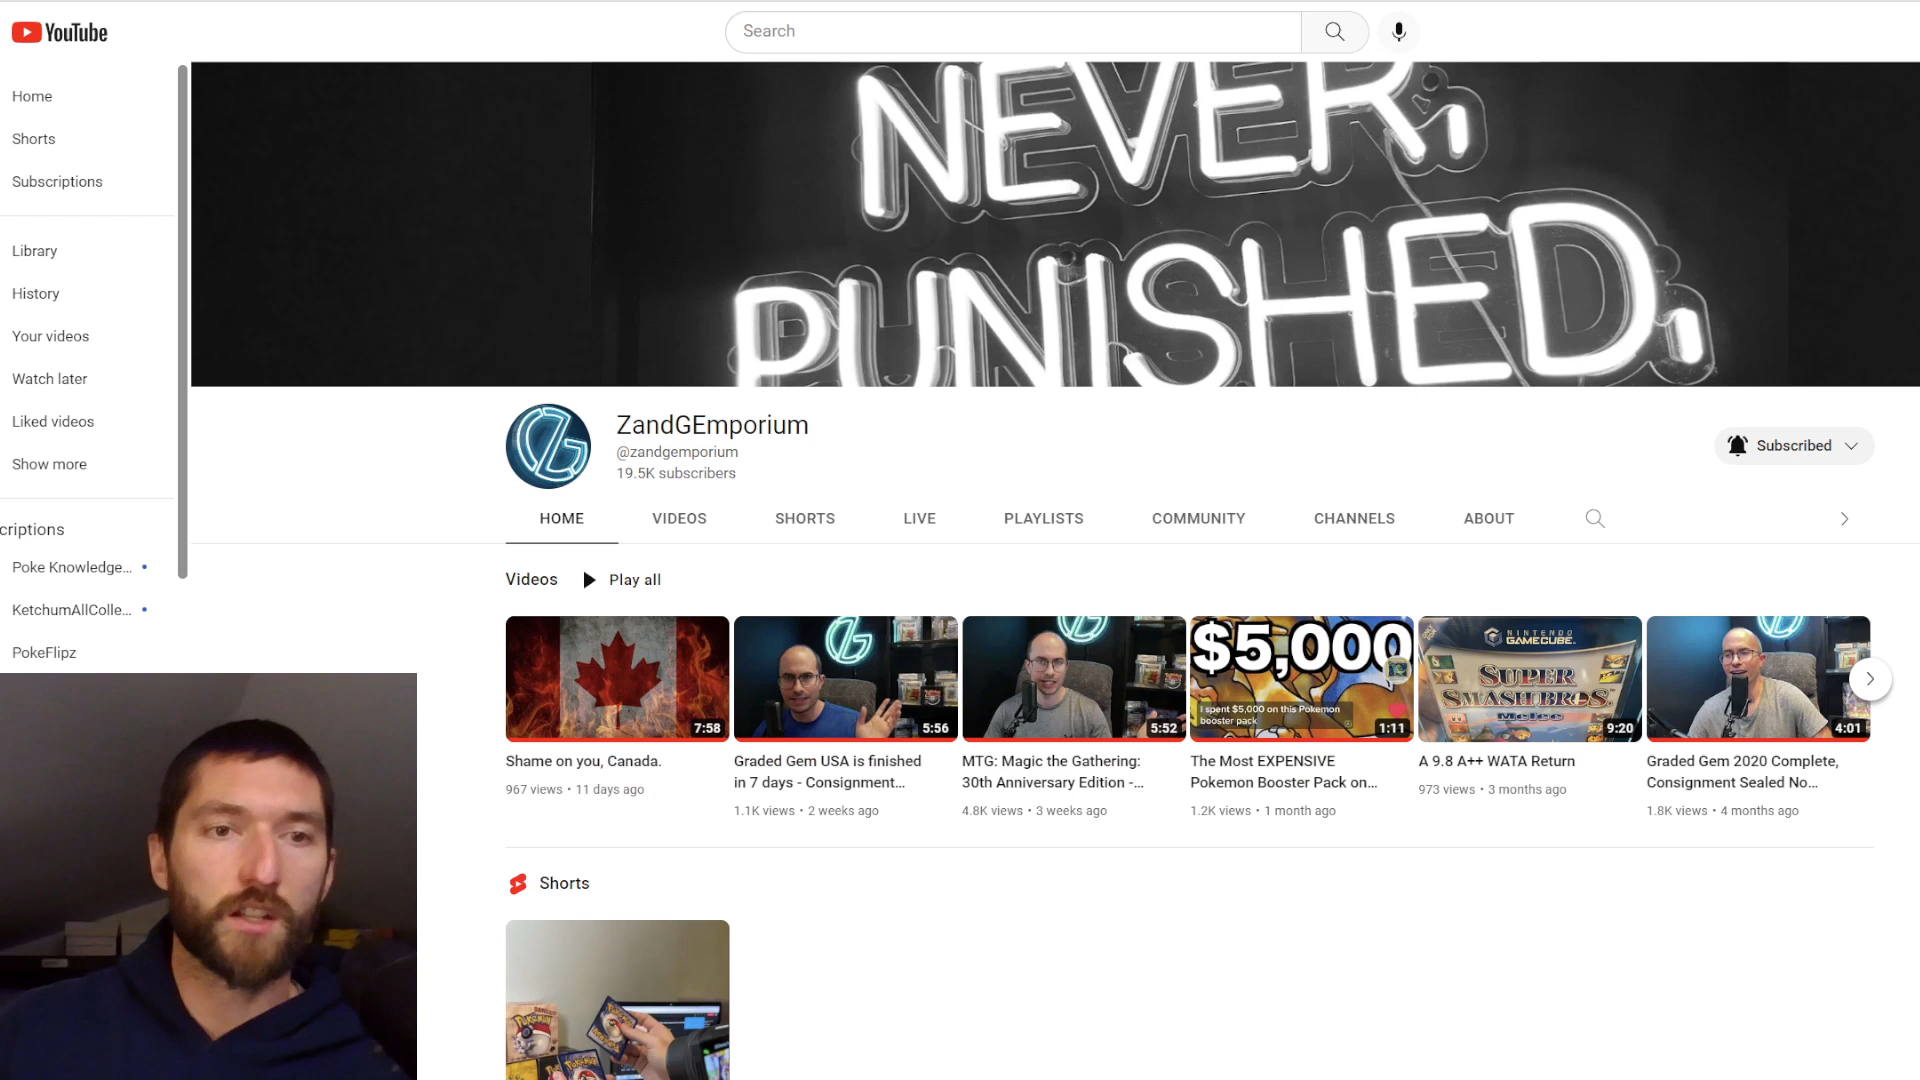 YouTube
Search
Home
Shorts
Subscriptions
Library
History
Your videos
Watch later
Liked videos
Show more
criptions
Poke Knowledge...
KetchumAllColle...
PokeFlipz
NEVER,
PUNISHED,
ZandGEmporium
@zandgemporium
19.5K subscribers
Subscribed
HOME
VIDEOS
SHORTS
LIVE
PLAYLISTS
COMMUNITY
CHANNELS
ABOUT
Videos
Play all
7:58
5:56
5:52
$5,000
I spent $5,000 on this Pokemon
booster pack
1:11
NINTENDO
GAMECUBE
SUPER
SMASH BROS.
Melee
9:20
4:01
Shame on you, Canada.
967 views • 11 days ago
Graded Gem USA is finished
in 7 days - Consignment...
1.1K views • 2 weeks ago
MTG: Magic the Gathering:
30th Anniversary Edition -...
4.8K views • 3 weeks ago
The Most EXPENSIVE
Pokemon Booster Pack on...
1.2K views • 1 month ago
A 9.8 A++ WATA Return
973 views • 3 months ago
Graded Gem 2020 Complete,
Consignment Sealed No...
1.8K views • 4 months ago
Shorts